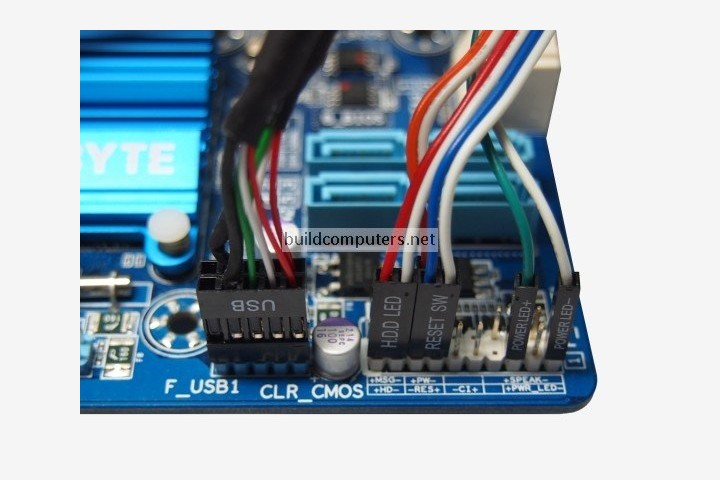 BYTE
buildcomputers.net
USB
H.D.D LED
RESET SW
POWER LED+
POWER LED-
F_USB1
CLR_CMOS
+MSG- +PW- +SPEAK-
+HD- -RES+ -CI+ +PWR_LED-